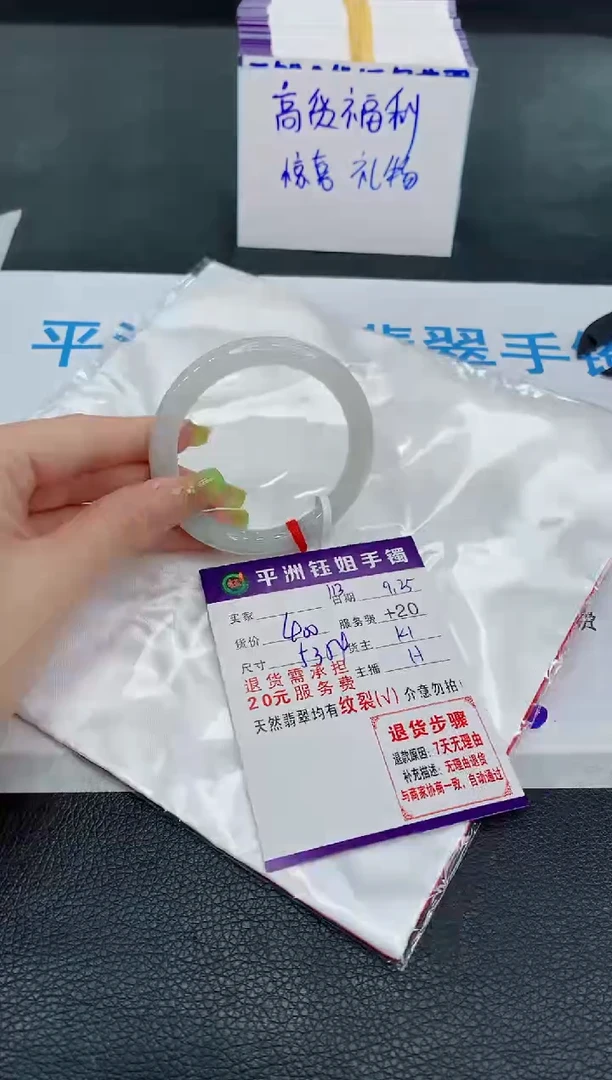 高货福利
惊喜 礼物
平洲
翡翠手镯
平洲钰姐手镯
113
买家
日期 9.25
货价 400 服务费 +20
尺寸 53 货主 K1
主播 H
退货需承担
20元服务费
天然翡翠均有纹裂(√) 介意勿拍!
退货步骤
退款原因: 7天无理由
补充描述: 无理由退货
与商家协商一致, 自动通过